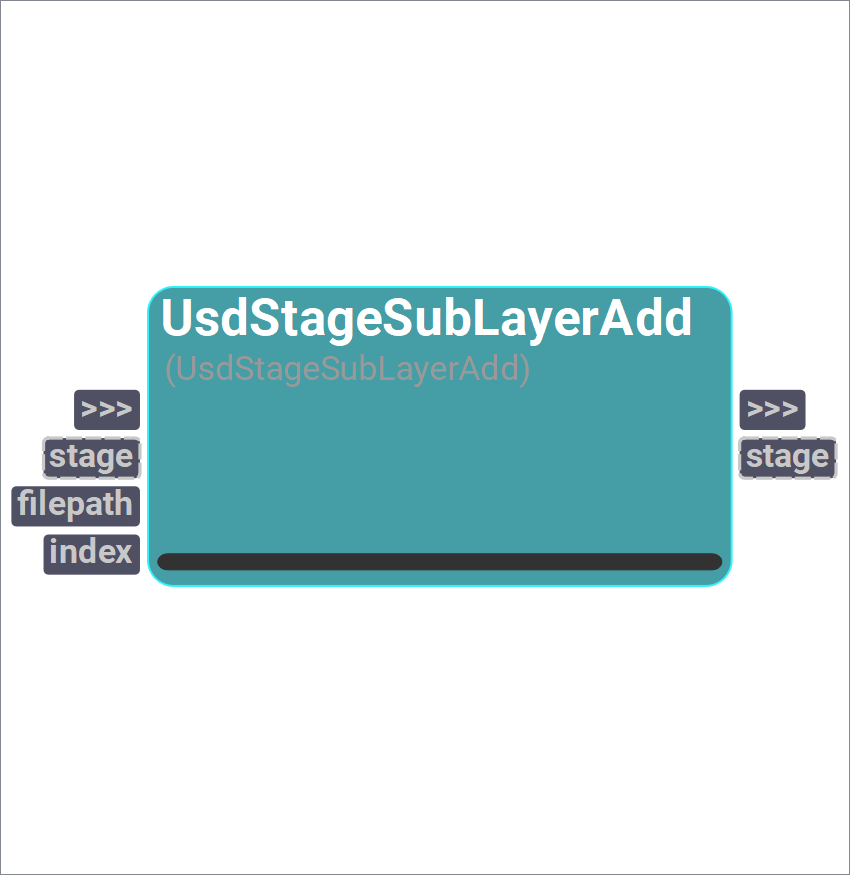 UsdStageSubLayerAdd
(UsdStageSubLayerAdd)
>>>
stage
filepath
index
>>>
stage